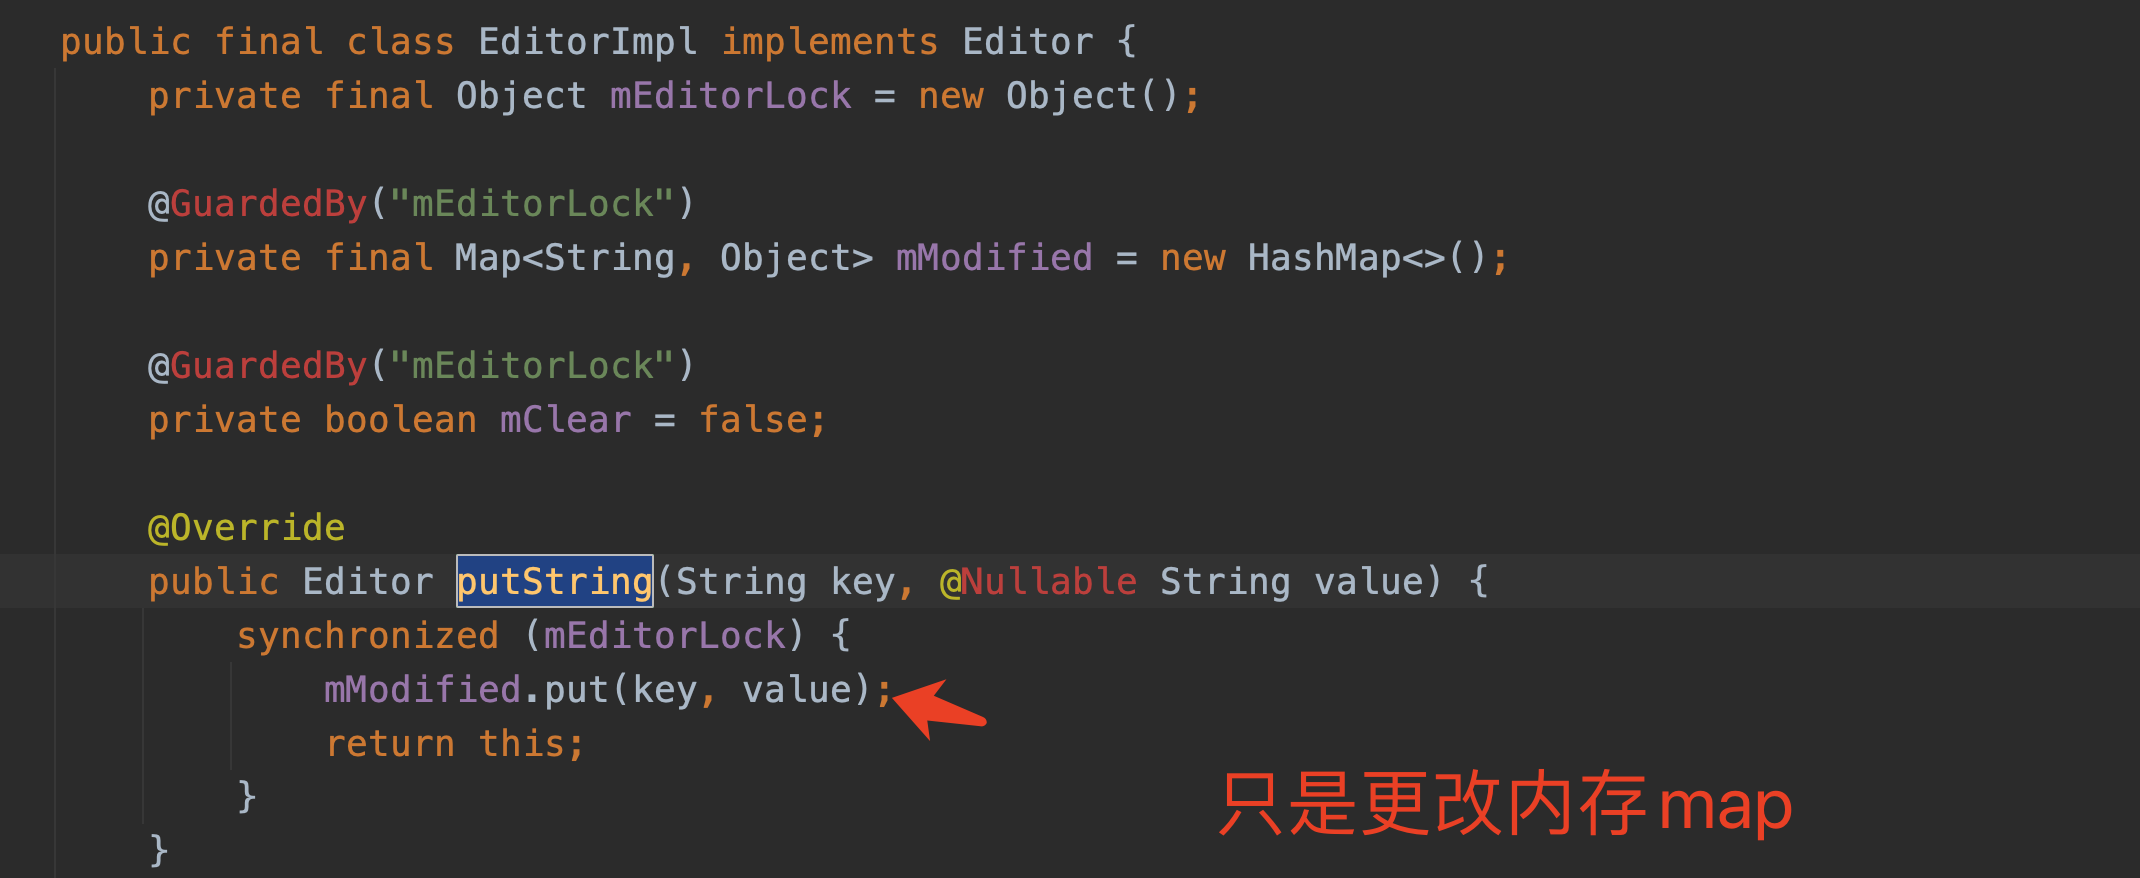 public final class EditorImpl implements Editor {
private final Object mEditorLock = new Object();
@GuardedBy("mEditorLock")
private final Map<String, Object> mModified = new HashMap<>();
@GuardedBy("mEditorLock")
private boolean mClear = false;
@Override
public Editor putString(String key, @Nullable String value) {
synchronized (mEditorLock) {
mModified.put(key, value);
return this;
}
只是更改内存map
}